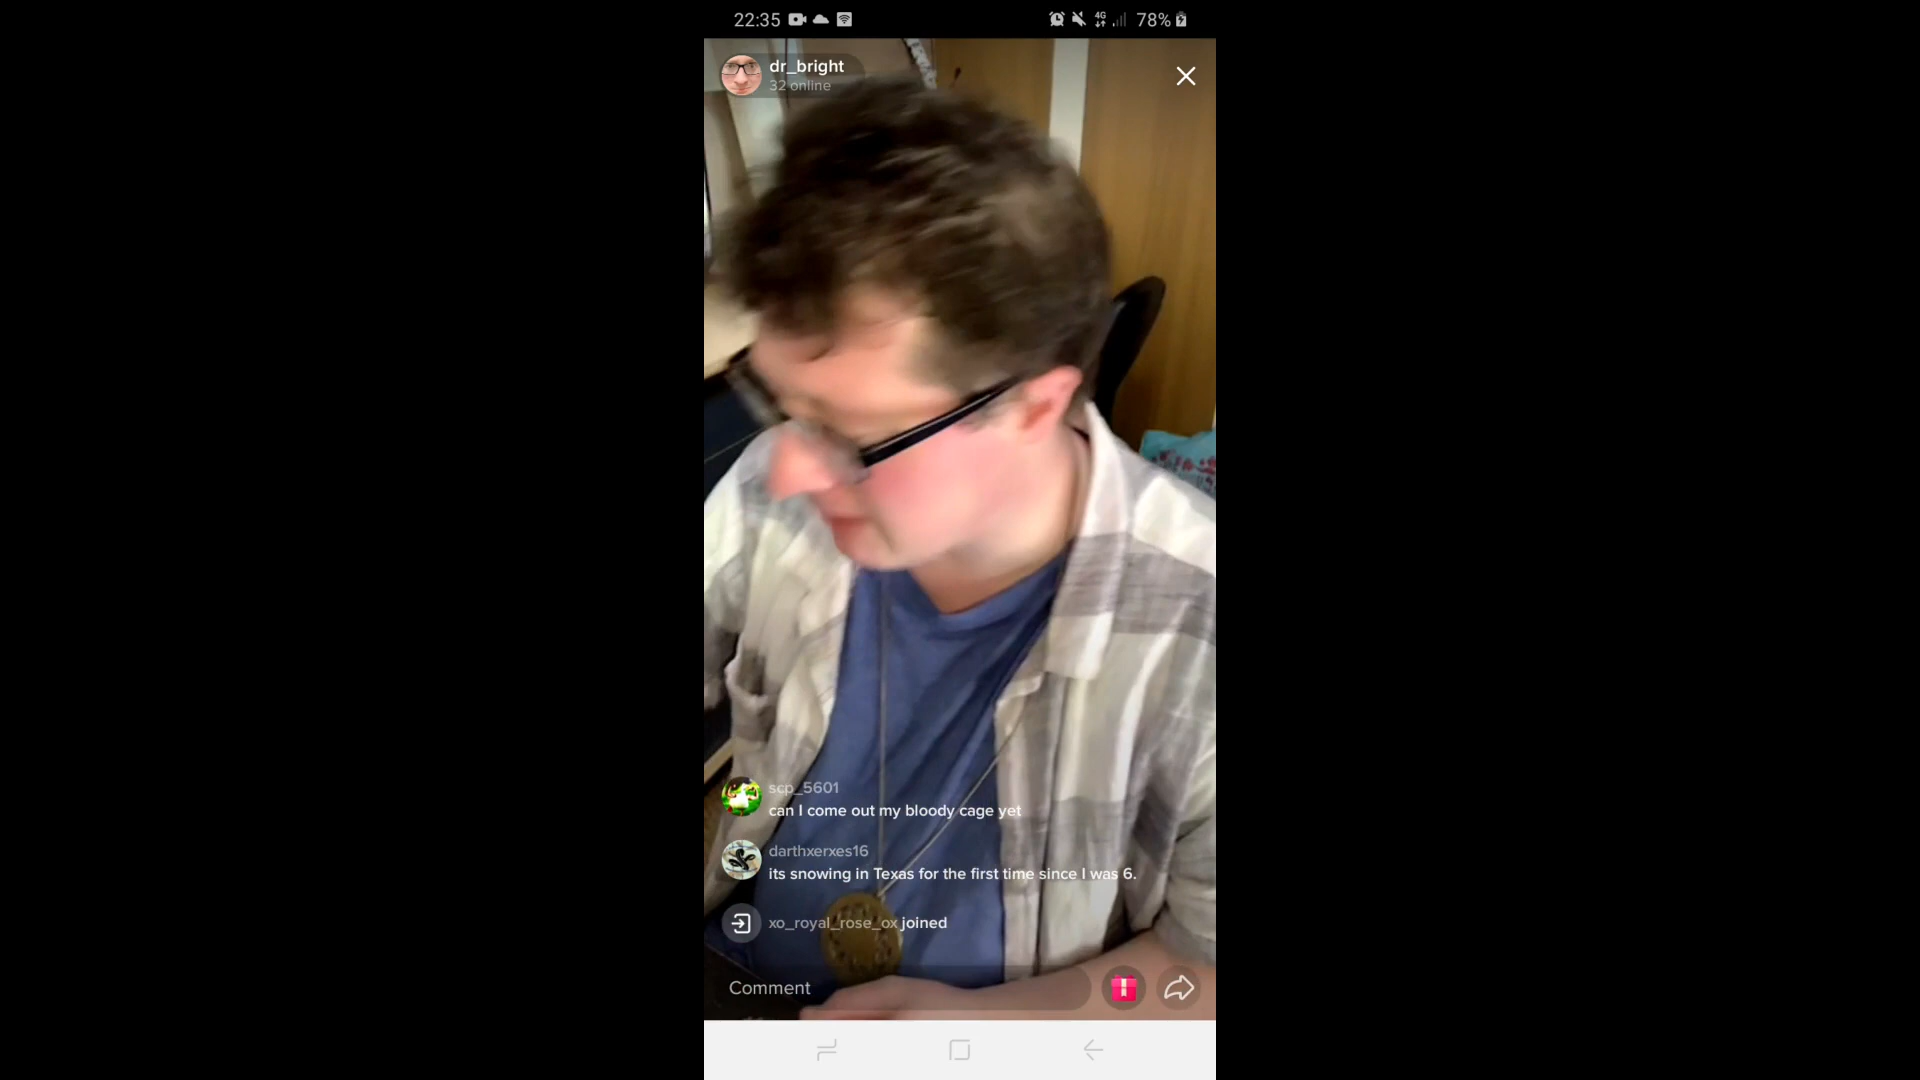 22:35
4G
78%
dr_bright
32 online
scp_5601
can I come out my bloody cage yet
darthxerxes16
its snowing in Texas for the first time since I was 6.
xo_royal_rose_ox joined
Comment